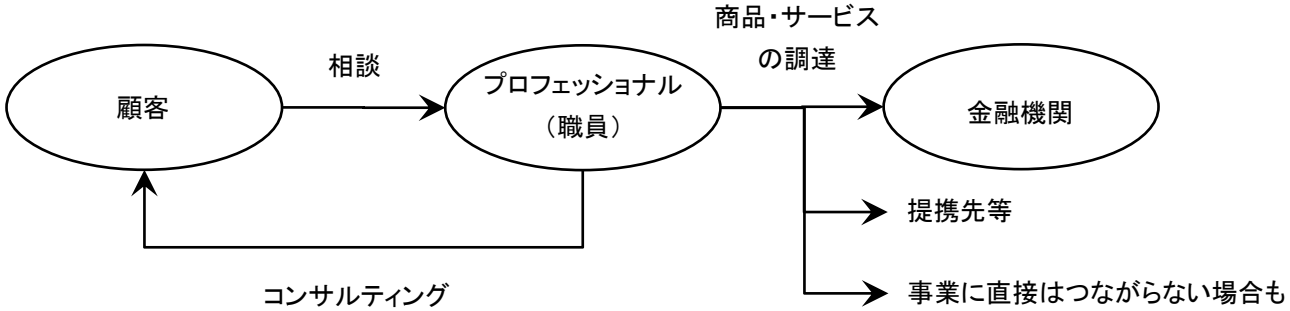 商品・サービス
の調達
相談
顧客
プロフェッショナル
(職員)
金融機関
提携先等
事業に直接はつながらない場合も
コンサルティング